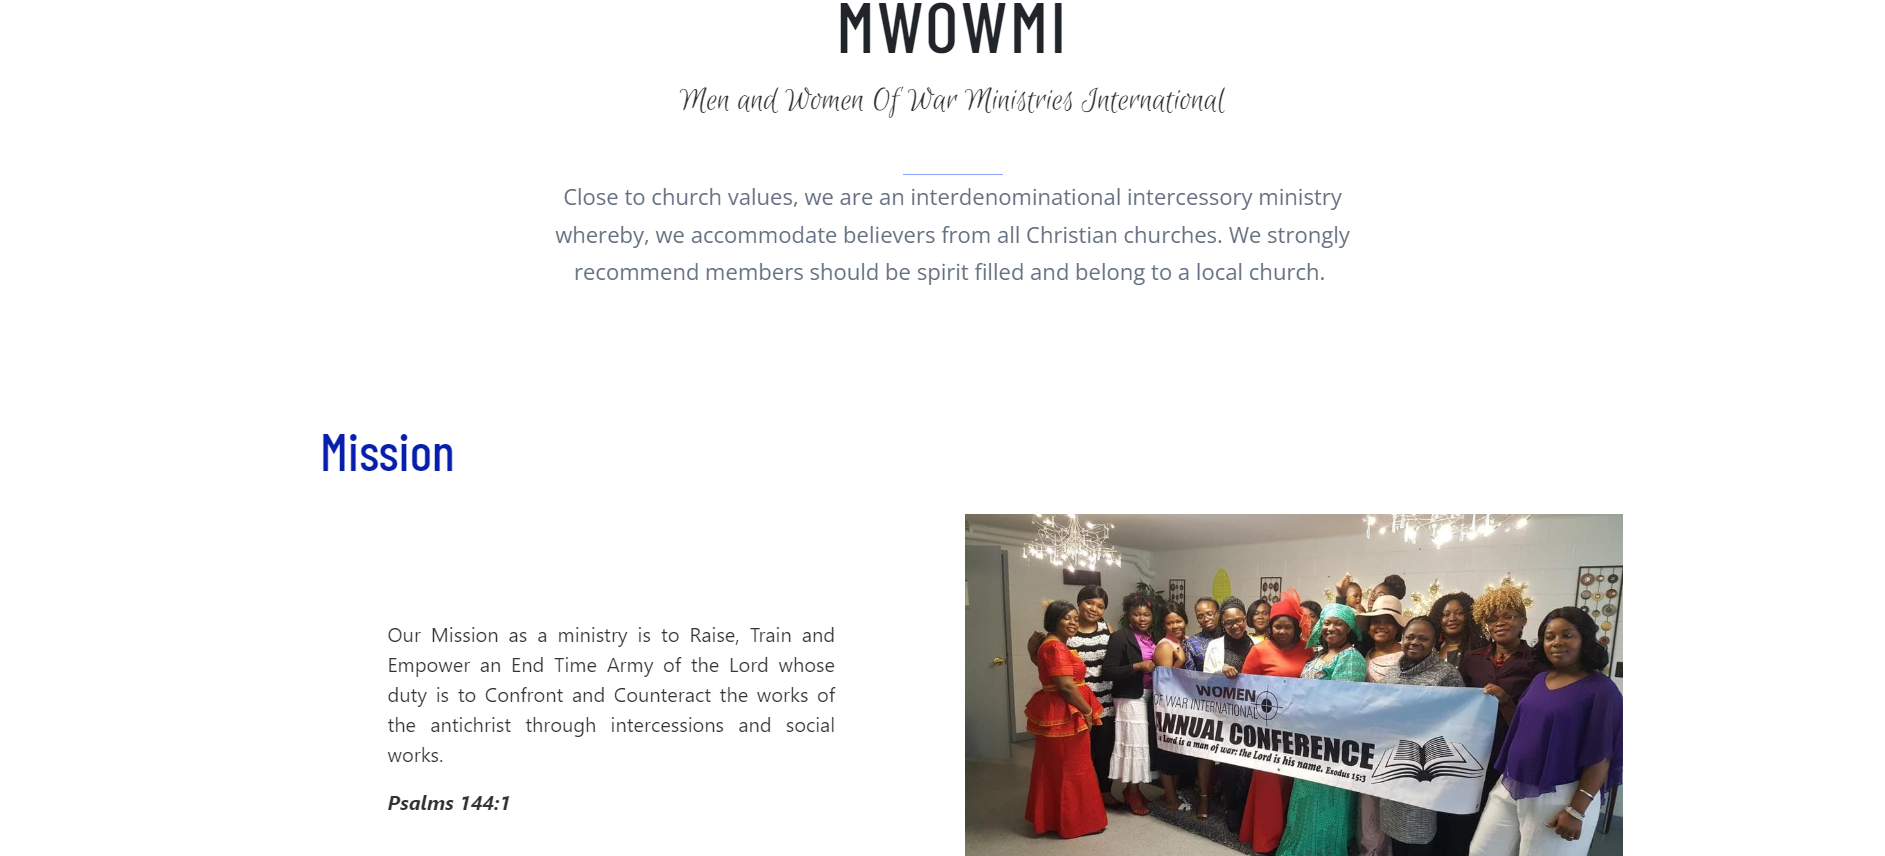 MWOWMI
Men and Women Of War Ministries International
Close to church values, we are an interdenominational intercessory ministry
whereby, we accommodate believers from all Christian churches. We strongly
recommend members should be spirit filled and belong to a local church.
Mission
Our Mission as a ministry is to Raise, Train and
Empower an End Time Army of the Lord whose
duty is to Confront and Counteract the works of
the antichrist through intercessions and social
works.
Psalms 144:1
WOMEN
OF WAR INTERNATIONAL
ANNUAL CONFERENCE
Lord is a man of war; the Lord is his name. Exodus 15:3